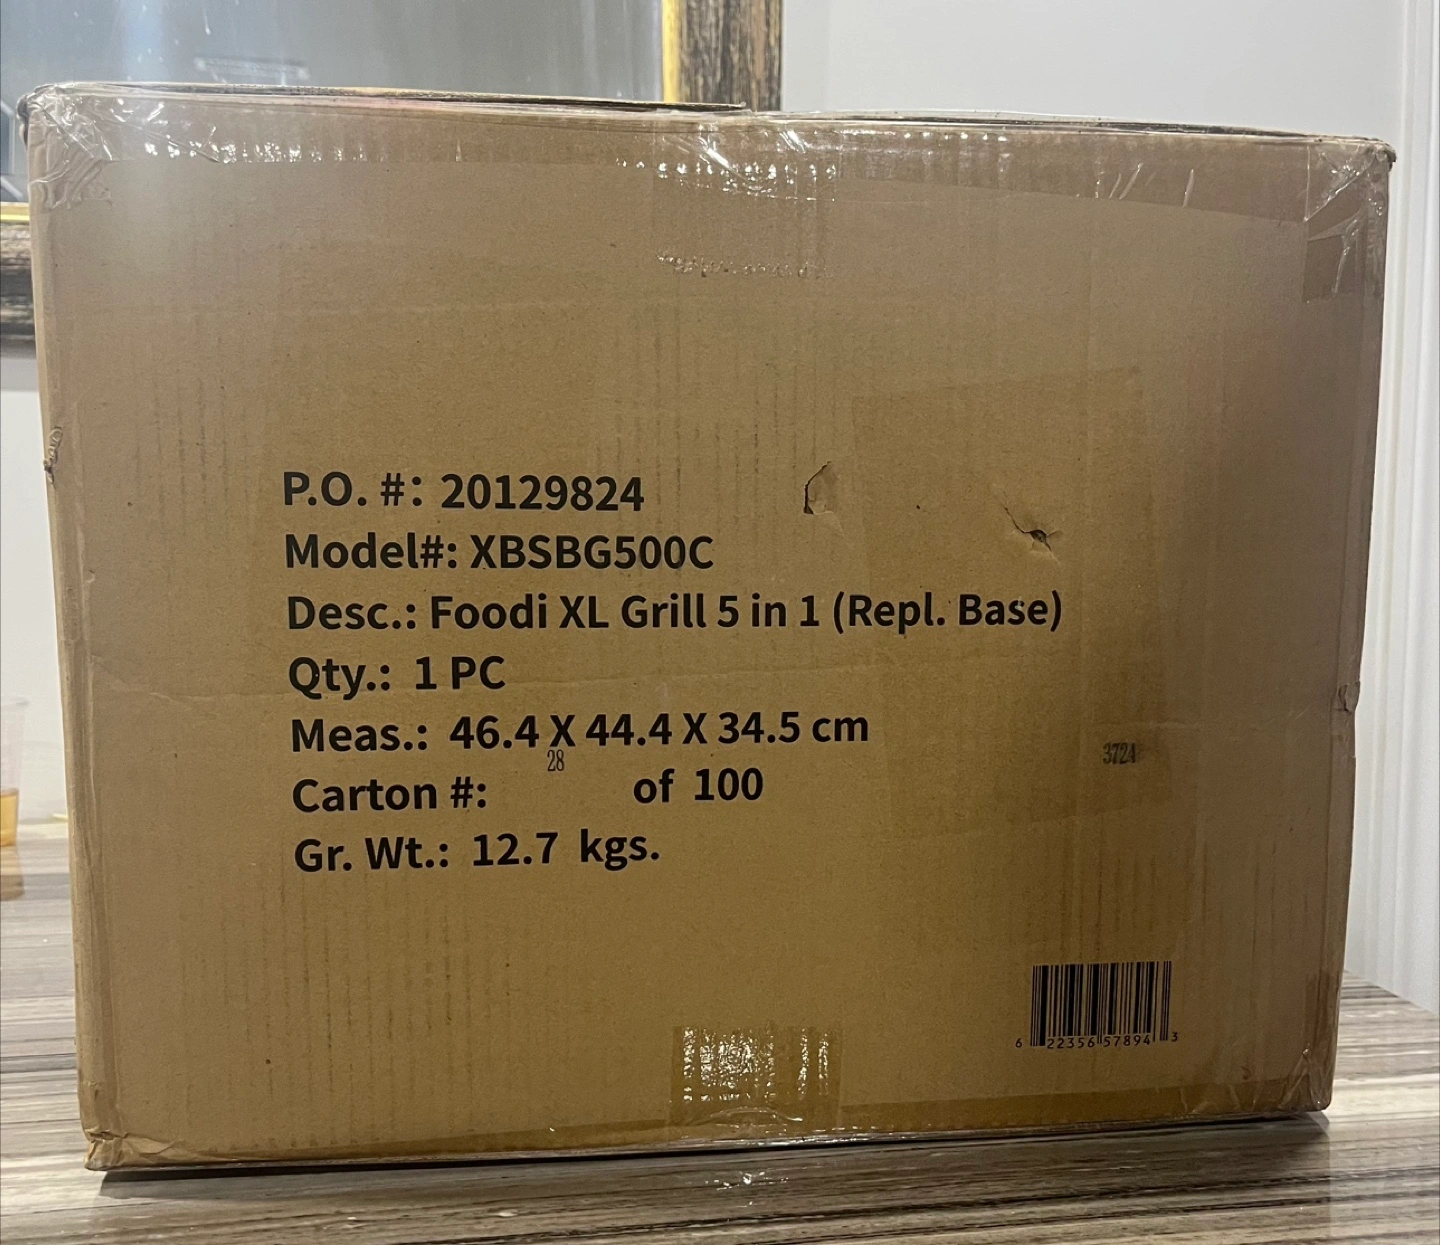 P.O. #: 20129824
Model#: XBSBG500C
Desc.: Foodi XL Grill 5 in 1 (Repl. Base)
Qty.: 1 PC
Meas.: 46.4 X 44.4 X 34.5 cm
28
3724
Carton #: of 100
Gr. Wt.: 12.7 kgs.
6 22356 57894 3